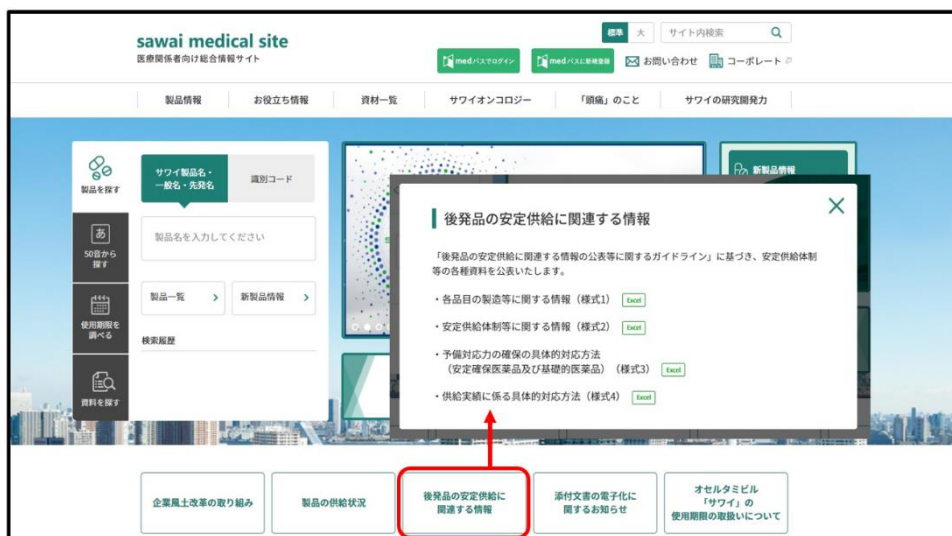 sawai medical site
医療関係者向け総合情報サイト
標準 大 サイト内検索
medパスでログイン medパスに新規登録 お問い合わせ コーポレート
製品情報 お役立ち情報 資材一覧 サワイオンコロジー 「頭痛」のこと サワイの研究開発力
製品を探す
50音から
探す
使用期限を
調べる
資料を探す
サワイ製品名・
一般名・先発名
識別コード
製品名を入力してください
製品一覧 新製品情報
検索履歴
新製品情報
後発品の安定供給に関連する情報
「後発品の安定供給に関連する情報の公表等に関するガイドライン」に基づき、安定供給体制
等の各種資料を公表いたします。
・各品目の製造等に関する情報（様式1） Excel
・安定供給体制等に関する情報（様式2） Excel
・予備対応力の確保の具体的対応方法
（安定確保医薬品及び基礎的医薬品）（様式3） Excel
・供給実績に係る具体的対応方法（様式4） Excel
企業風土改革の取り組み
製品の供給状況
後発品の安定供給に
関連する情報
添付文書の電子化に
関するお知らせ
オセルタミビル
「サワイ」の
使用期限の取扱いについて